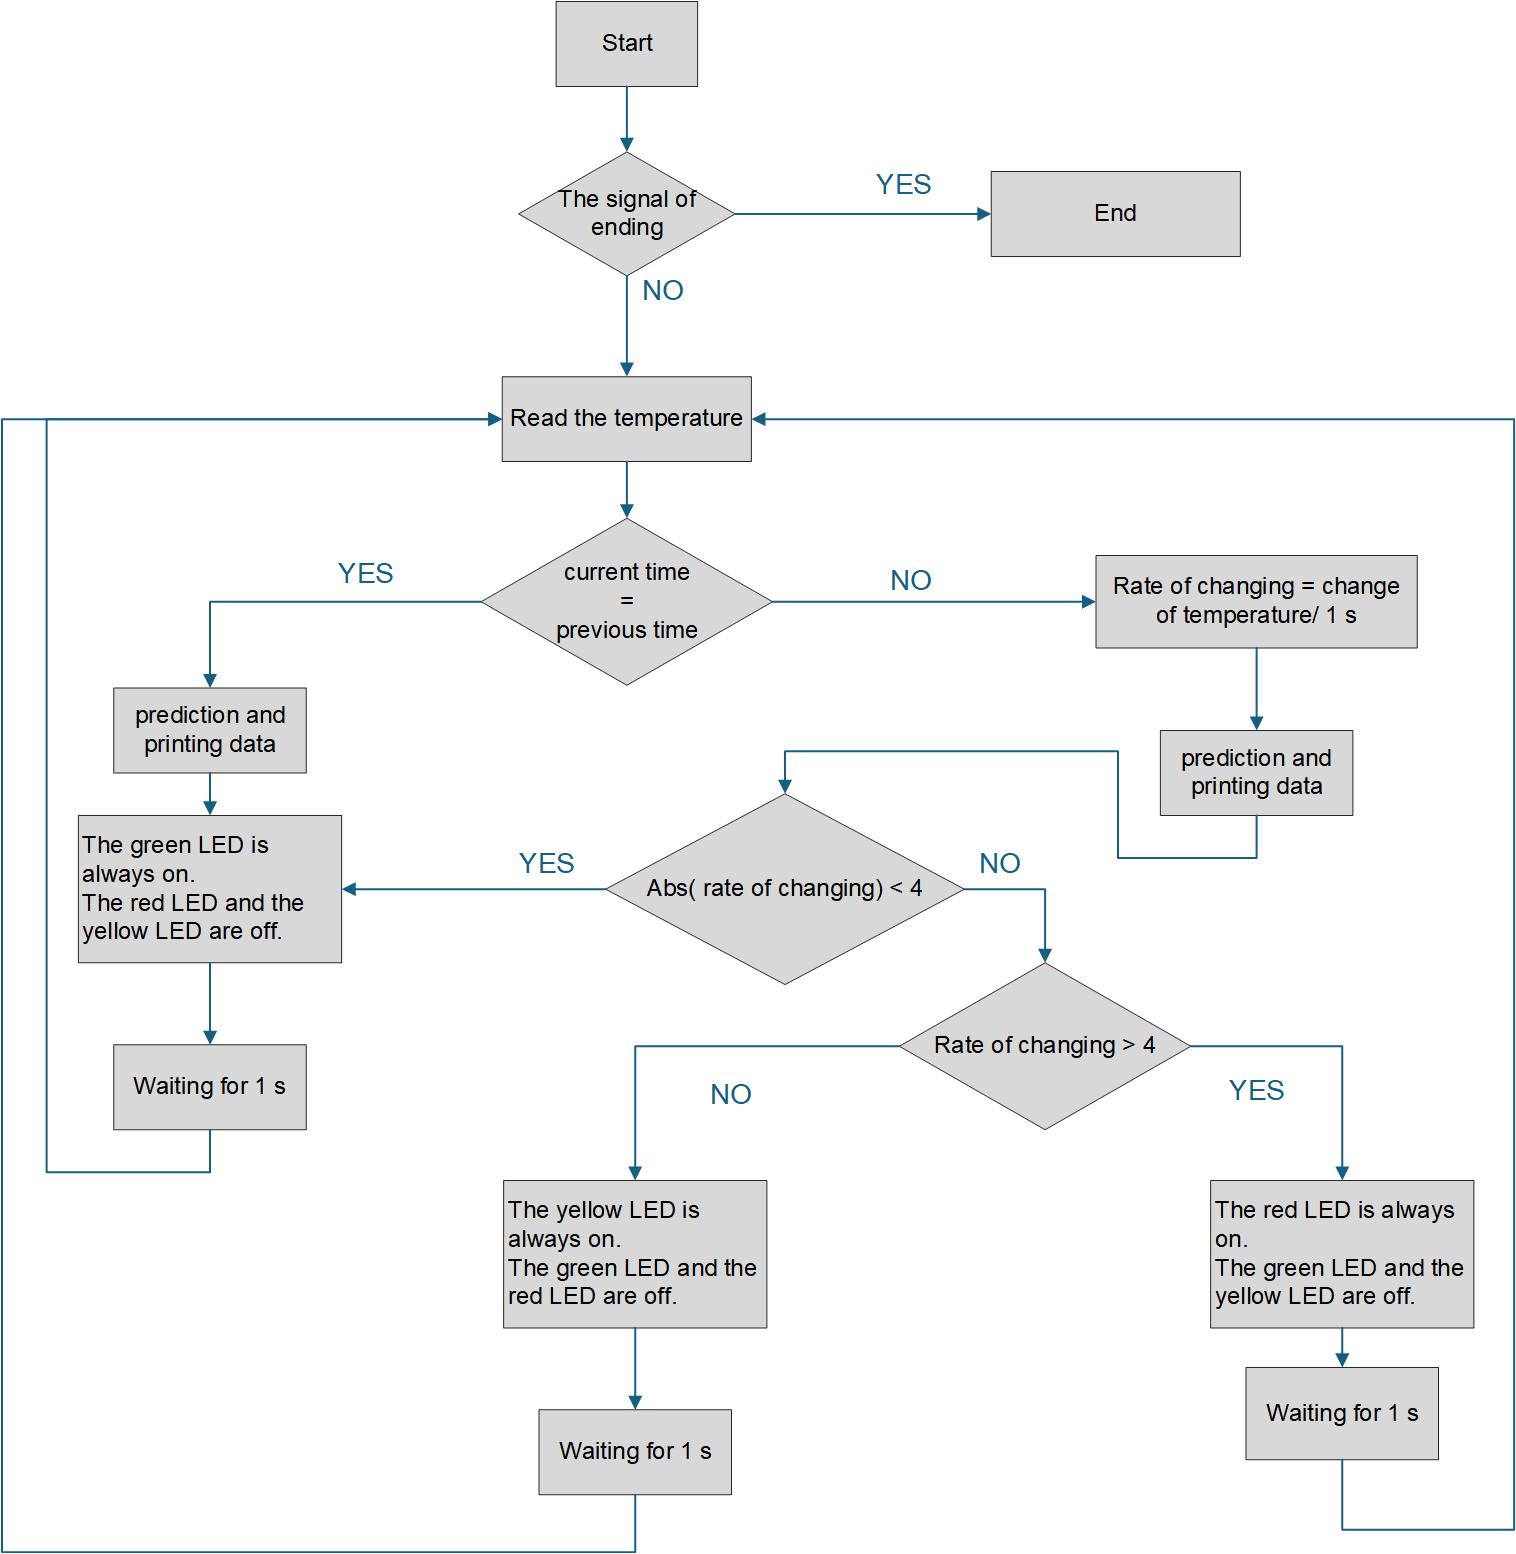 Start
The signal of
ending
YES
End
NO
Read the temperature
current time
=
previous time
YES
NO
Rate of changing = change
of temperature/ 1 s
prediction and
printing data
prediction and
printing data
The green LED is
always on.
The red LED and the
yellow LED are off.
YES
Abs( rate of changing) < 4
NO
Waiting for 1 s
Rate of changing > 4
NO
YES
The yellow LED is
always on.
The green LED and the
red LED are off.
The red LED is always
on.
The green LED and the
yellow LED are off.
Waiting for 1 s
Waiting for 1 s